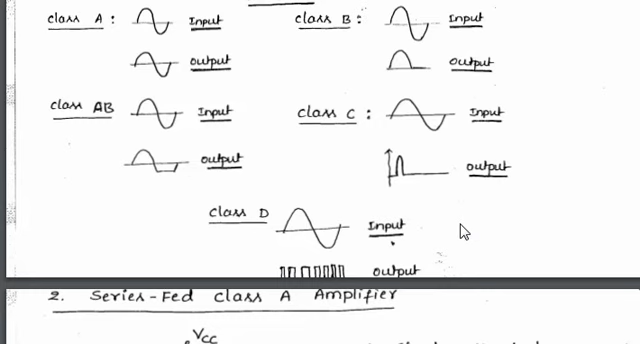 Class A : Input
Class B : Input
output
output
Class AB Input
Class C : Input
output
output
Class D Input
output
2. Series-Fed Class A Amplifier
Vcc